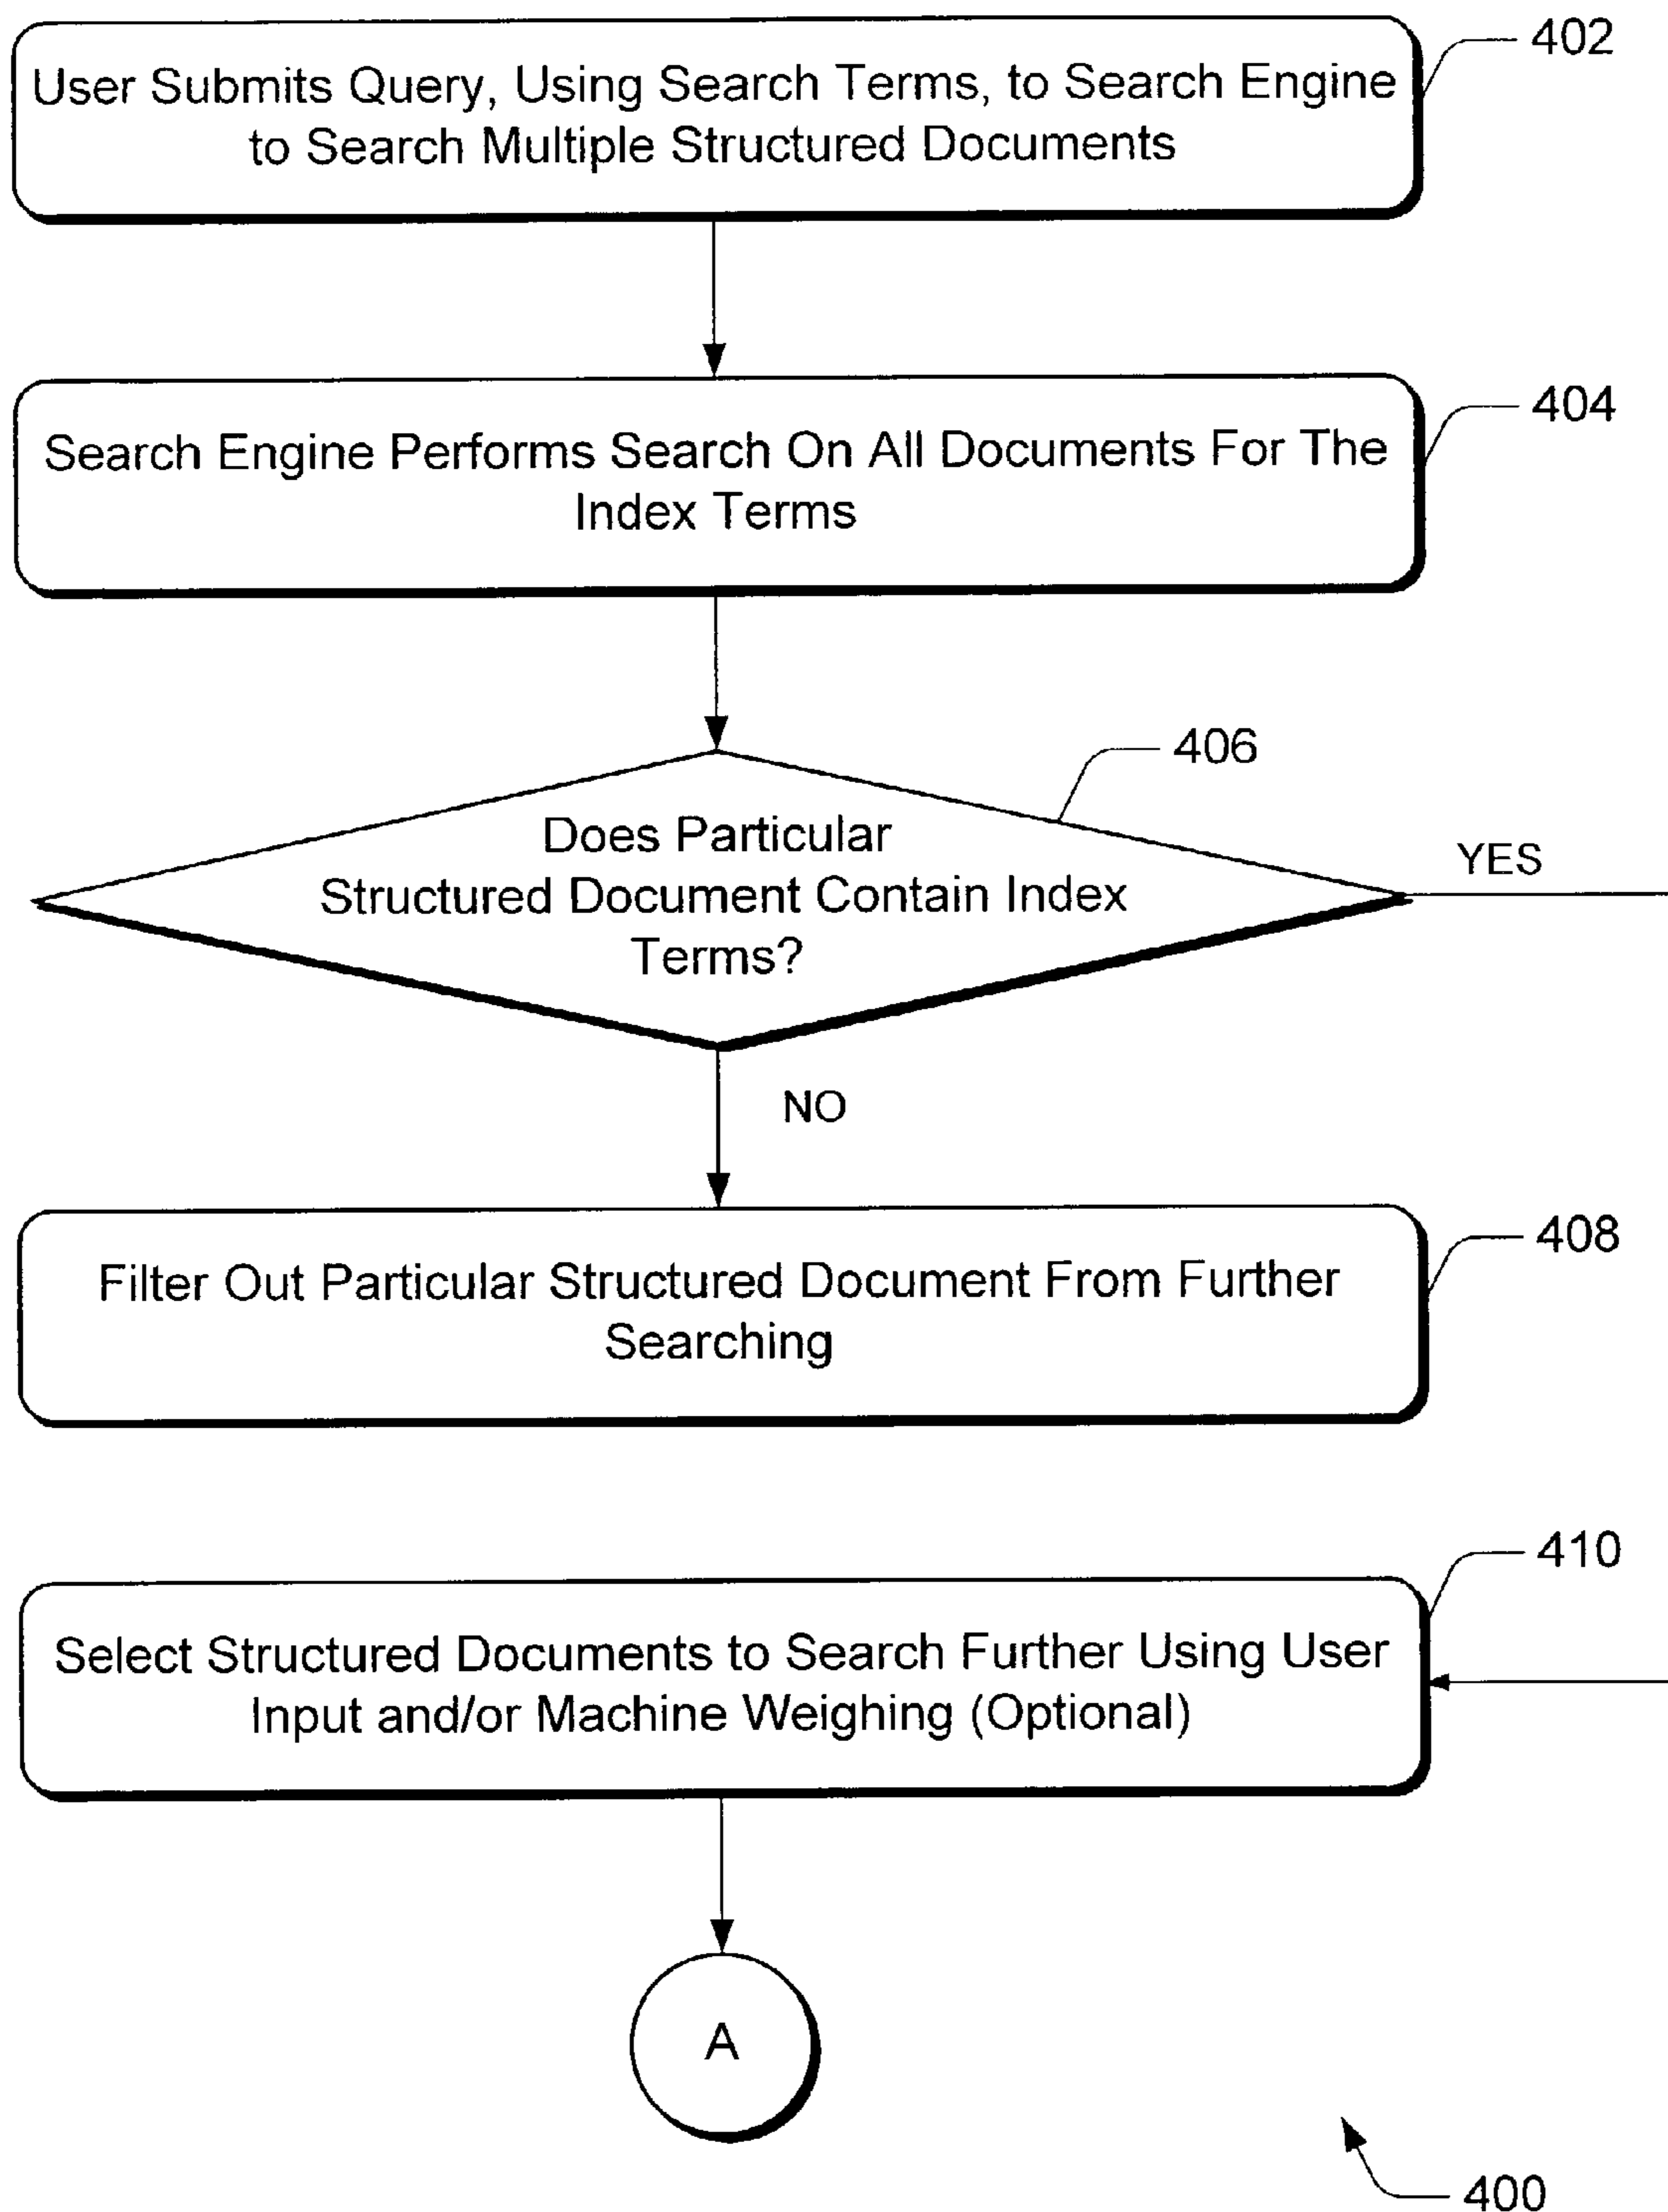 402
User Submits Query, Using Search Terms, to Search Engine
to Search Multiple Structured Documents
404
Search Engine Performs Search On All Documents For The
Index Terms
406
Does Particular
Structured Document Contain Index
Terms?
YES
NO
408
Filter Out Particular Structured Document From Further
Searching
410
Select Structured Documents to Search Further Using User
Input and/or Machine Weighing (Optional)
A
400